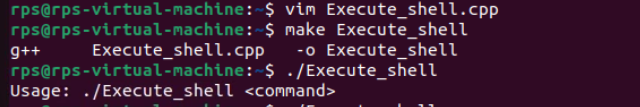 rps@rps-virtual-machine:~$ vim Execute_shell.cpp
rps@rps-virtual-machine:~$ make Execute_shell
g++     Execute_shell.cpp   -o Execute_shell
rps@rps-virtual-machine:~$ ./Execute_shell
Usage: ./Execute_shell <command>